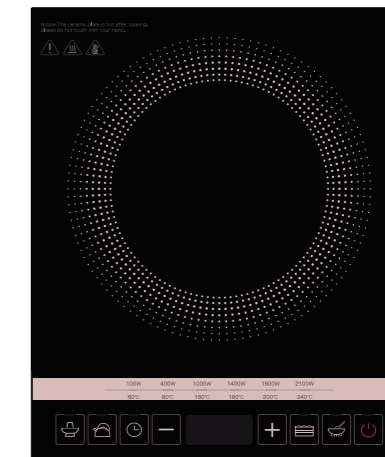 Notice:The ceramic plate is hot after cooking,
please do not touch with your hand.
100W 400W 1000W 1400W 1800W 2100W
60°C 80°C 160°C 180°C 200°C 240°C